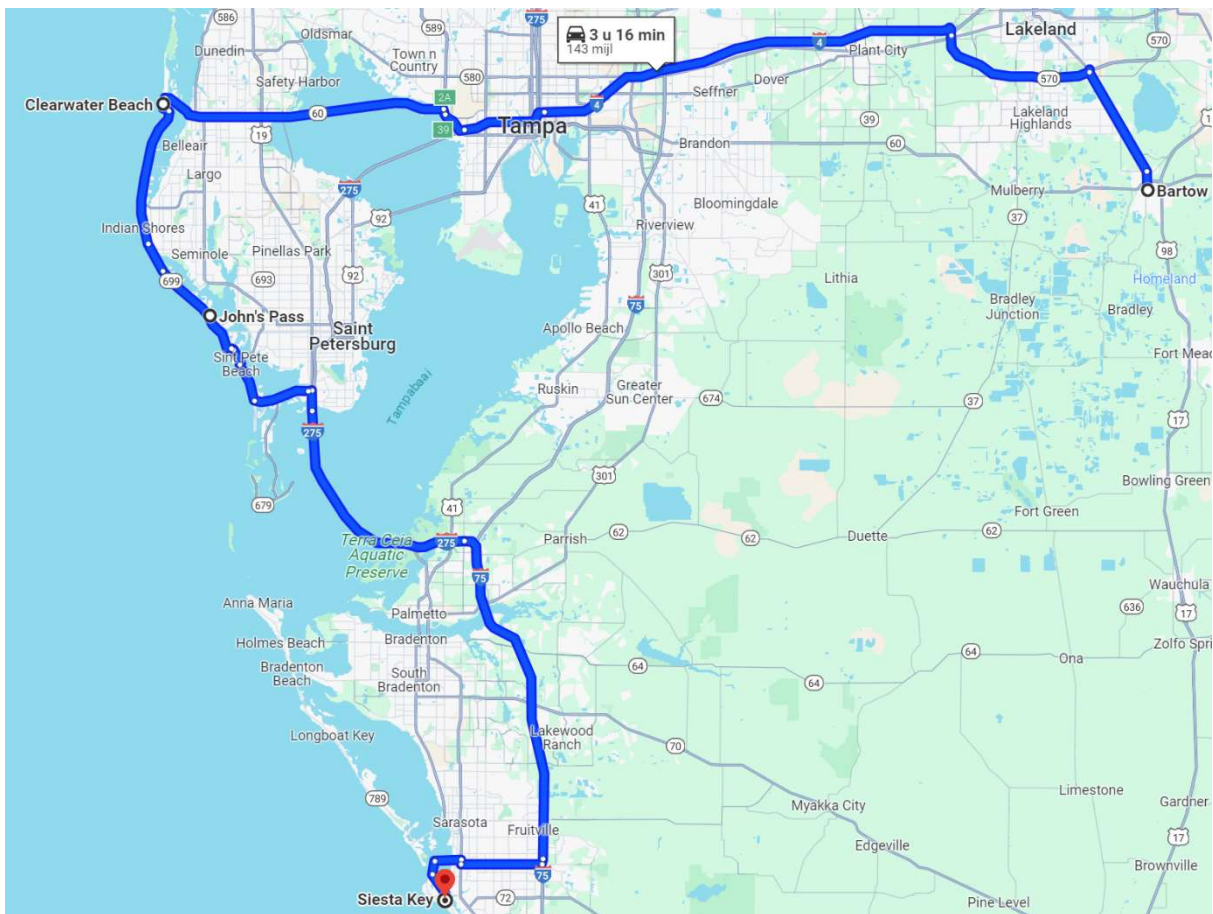 586
Oldsmar
589
275
3 u 16 min
143 mijl
Lakeland
570
Dunedin
Town n
Country
580
4
Plant City
Safety Harbor
Dover
Clearwater Beach
2A
Seffner
570
60
4
39
Tampa
Lakeland
Highlands
19
39
Belleair
Brandon
60
Largo
275
Mulberry
Bartow
92
41
Bloomingdale
37
Indian Shores
Pinellas Park
Riverview
98
Seminole
693
92
301
Lithia
Homeland
699
75
Bradley
Junction
Bradley
John's Pass
Saint
Petersburg
Apollo Beach
Sint Pete
Beach
Fort Mead
Ruskin
Greater
Sun Center
Tampabaai
674
37
17
275
301
Bowling Green
679
41
Fort Green
Terra Ceia
Aquatic
Preserve
275
Parrish
62
62
Duette
62
75
Wauchula
Anna Maria
Palmetto
636
17
Holmes Beach
Bradenton
Zolfo Spri
64
64
Ona
Bradenton
Beach
South
Bradenton
64
Lakewood
Ranch
Longboat Key
70
Limestone
789
Myakka City
Gardner
Sarasota
Fruitville
17
Edgeville
Brownville
75
Siesta Key
72
Pine Level